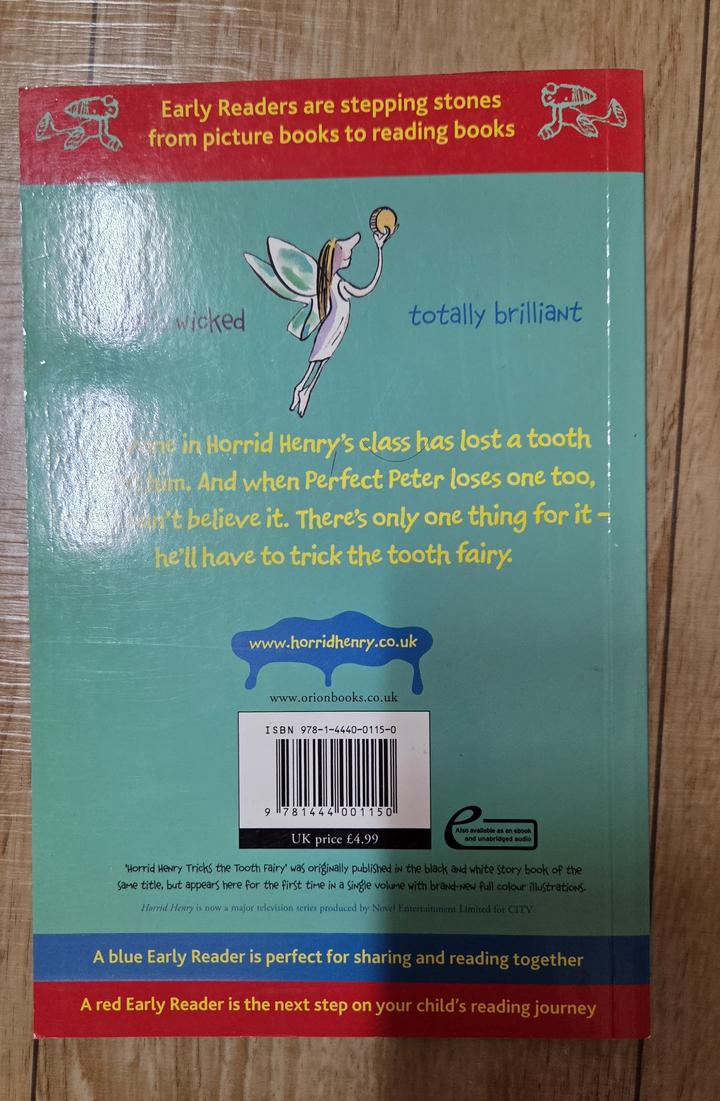 Early Readers are stepping stones
from picture books to reading books
wicked
totally brilliant
in Horrid Henry's class has lost a tooth
him. And when Perfect Peter loses one too,
can't believe it. There's only one thing for it –
he'll have to trick the tooth fairy.
www.horridhenry.co.uk
www.orionbooks.co.uk
ISBN 978-1-4440-0115-0
9 781444 001150
UK price £4.99
Also available as an ebook
and unabridged audio
'Horrid Henry Tricks the Tooth Fairy' was originally published in the black and white story book of the
same title, but appears here for the first time in a single volume with brand-new full colour illustrations.
Horrid Henry is now a major television series produced by Novel Entertainment Limited for CITV
A blue Early Reader is perfect for sharing and reading together
A red Early Reader is the next step on your child's reading journey